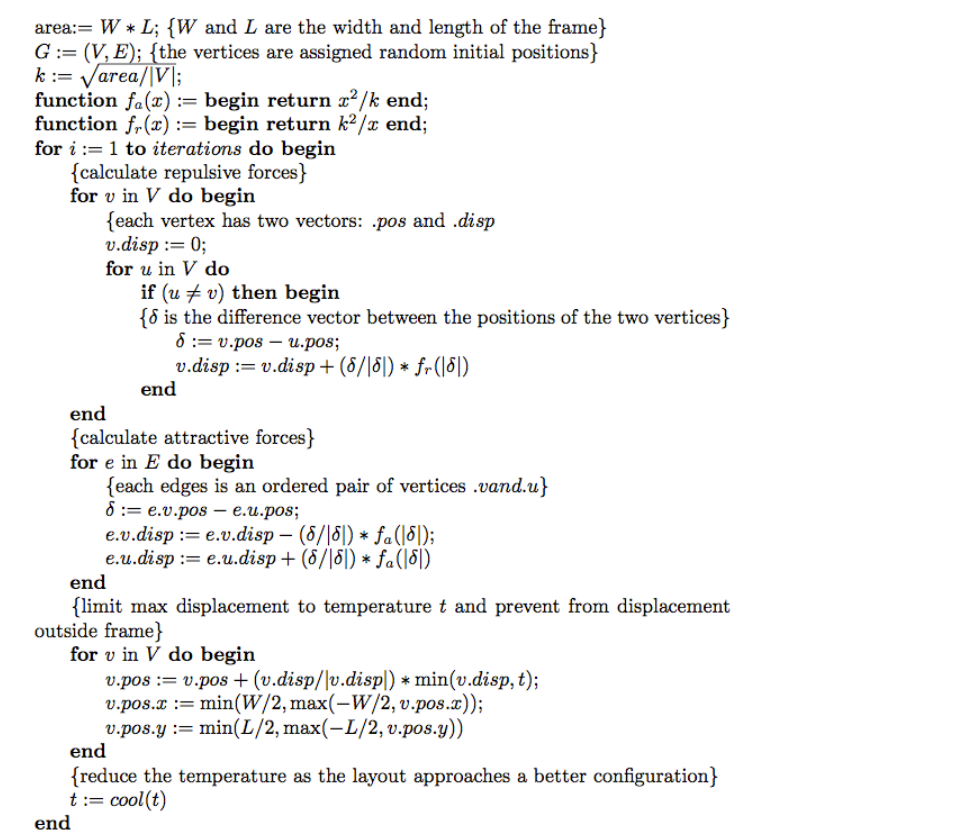 area:= W ∗ L; {W and L are the width and length of the frame}
G := (V, E); {the vertices are assigned random initial positions}
k := √area/|V|;
function fₐ(x) := begin return x²/k end;
function fᵣ(x) := begin return k²/x end;
for i := 1 to iterations do begin
{calculate repulsive forces}
for v in V do begin
{each vertex has two vectors: .pos and .disp
v.disp := 0;
for u in V do
if (u ≠ v) then begin
{δ is the difference vector between the positions of the two vertices}
δ := v.pos − u.pos;
v.disp := v.disp + (δ/|δ|) ∗ fᵣ(|δ|)
end
end
{calculate attractive forces}
for e in E do begin
{each edges is an ordered pair of vertices .vand.u}
δ := e.v.pos − e.u.pos;
e.v.disp := e.v.disp − (δ/|δ|) ∗ fₐ(|δ|);
e.u.disp := e.u.disp + (δ/|δ|) ∗ fₐ(|δ|)
end
{limit max displacement to temperature t and prevent from displacement
outside frame}
for v in V do begin
v.pos := v.pos + (v.disp/|v.disp|) ∗ min(v.disp, t);
v.pos.x := min(W/2, max(−W/2, v.pos.x));
v.pos.y := min(L/2, max(−L/2, v.pos.y))
end
{reduce the temperature as the layout approaches a better configuration}
t := cool(t)
end